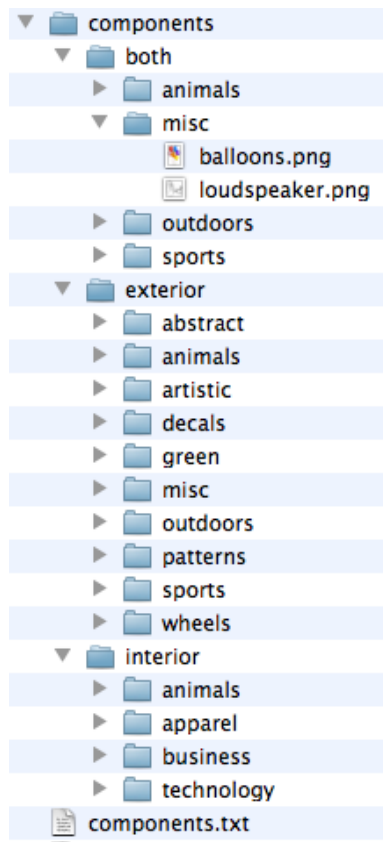 components
both
animals
misc
balloons.png
loudspeaker.png
outdoors
sports
exterior
abstract
animals
artistic
decals
green
misc
outdoors
patterns
sports
wheels
interior
animals
apparel
business
technology
components.txt